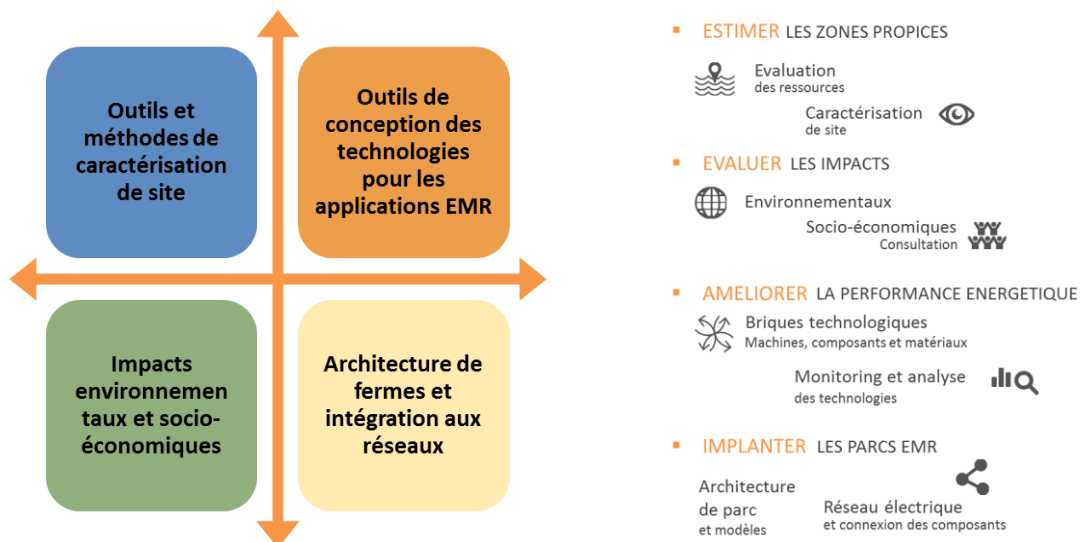 Outils et
méthodes de
caractérisation
de site
Outils de
conception des
technologies
pour les
applications EMR
Impacts
environnemen
taux et socio-
économiques
Architecture de
fermes et
intégration aux
réseaux
▪ ESTIMER LES ZONES PROPICES
Evaluation
des ressources
Caractérisation
de site
▪ EVALUER LES IMPACTS
Environnementaux
Socio-économiques
Consultation
▪ AMELIORER LA PERFORMANCE ENERGETIQUE
Briques technologiques
Machines, composants et matériaux
Monitoring et analyse
des technologies
▪ IMPLANTER LES PARCS EMR
Architecture
de parc
et modèles
Réseau électrique
et connexion des composants